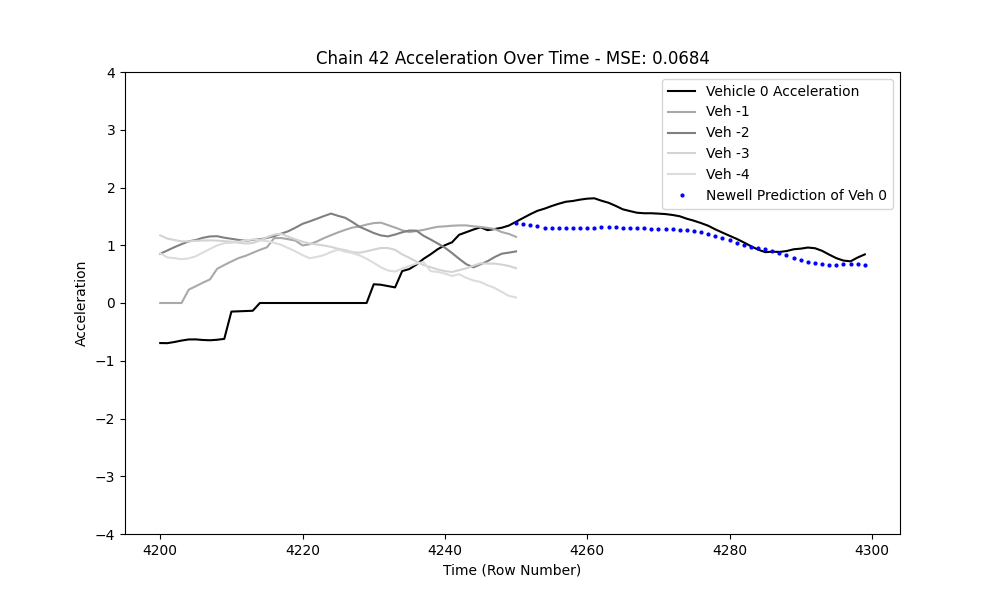 Chain 42 Acceleration Over Time - MSE: 0.0684
Vehicle 0 Acceleration
Veh -1
Veh -2
Veh -3
Veh -4
Newell Prediction of Veh 0
Acceleration
4
3
2
1
0
−1
−2
−3
−4
4200 4220 4240 4260 4280 4300
Time (Row Number)